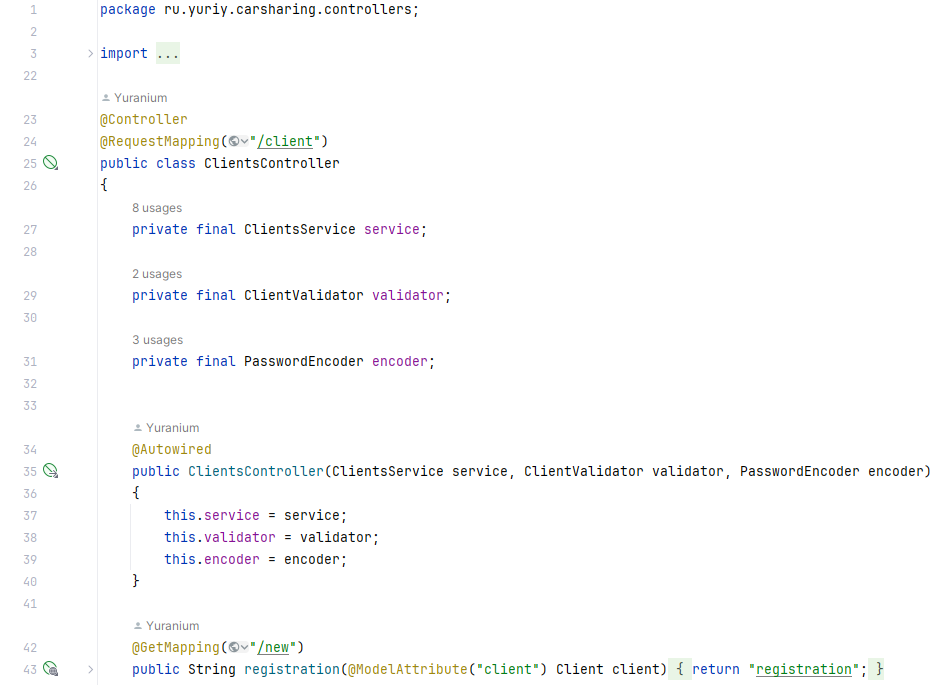 1 package ru.yuriy.carsharing.controllers;
2
3 import ...
22
Yuranium
23 @Controller
24 @RequestMapping("/client")
25 public class ClientsController
26 {
8 usages
27 private final ClientsService service;
28
2 usages
29 private final ClientValidator validator;
30
3 usages
31 private final PasswordEncoder encoder;
32
33
Yuranium
34 @Autowired
35 public ClientsController(ClientsService service, ClientValidator validator, PasswordEncoder encoder)
36 {
37 this.service = service;
38 this.validator = validator;
39 this.encoder = encoder;
40 }
41
Yuranium
42 @GetMapping("/new")
43 public String registration(@ModelAttribute("client") Client client) { return "registration"; }